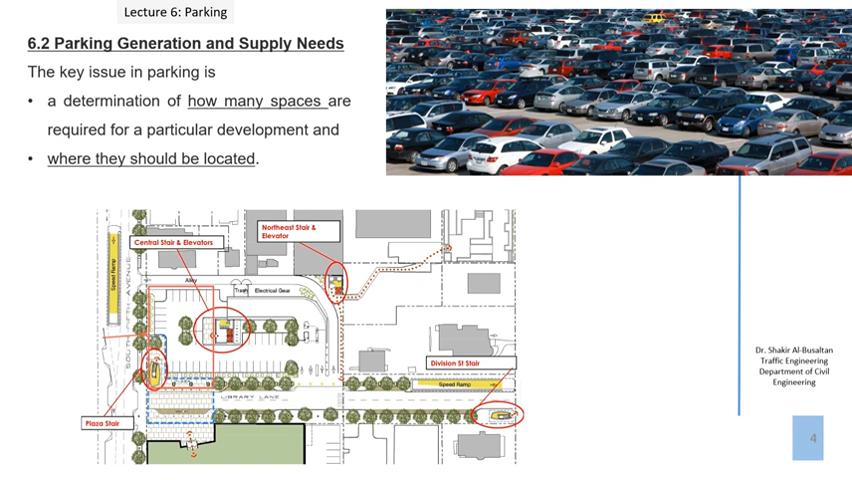 Lecture 6: Parking
6.2 Parking Generation and Supply Needs
The key issue in parking is
• a determination of how many spaces are
required for a particular development and
• where they should be located.
Northeast Stair &
Elevator
Central Stair & Elevators
Speed Ramp
Alley
Trash
Electrical Gear
SOUTH FIFTH AVENUE
Division St Stair
Speed Ramp
LIBRARY LANE
Plaza Stair
Dr. Shakir Al-Busaltan
Traffic Engineering
Department of Civil
Engineering
4